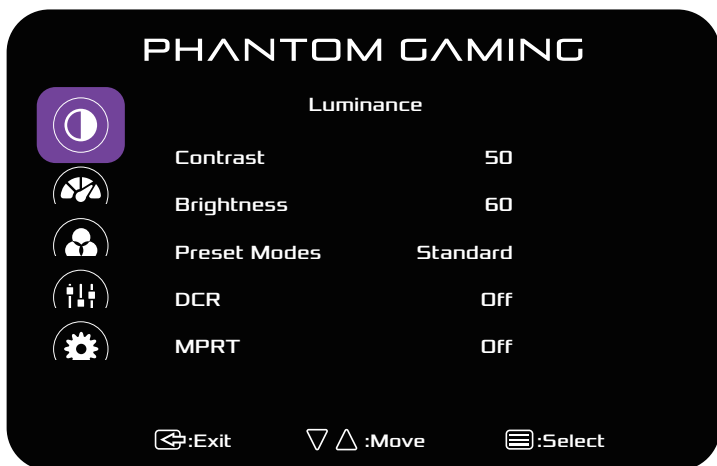 PHANTOM GAMING
Luminance
Contrast 50
Brightness 60
Preset Modes Standard
DCR Off
MPRT Off
:Exit :Move :Select